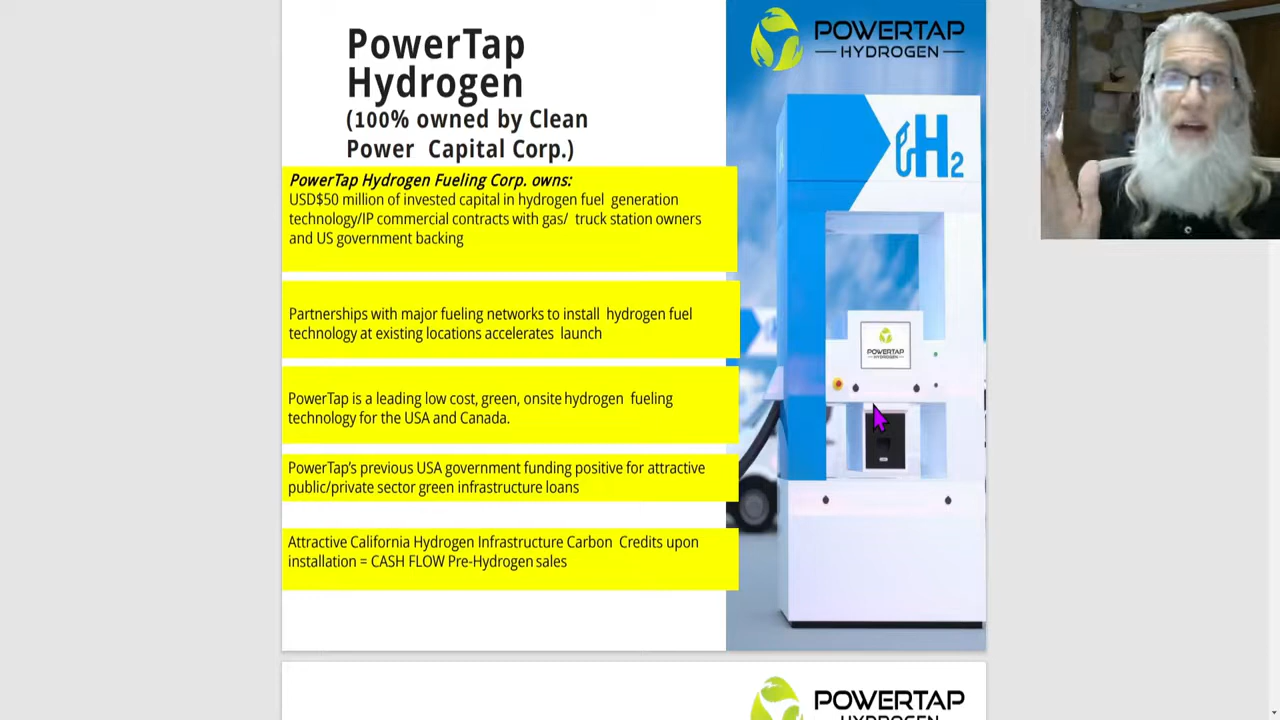 PowerTap
Hydrogen
(100% owned by Clean
Power Capital Corp.)
PowerTap Hydrogen Fueling Corp. owns:
USD$50 million of invested capital in hydrogen fuel generation
technology/IP commercial contracts with gas/ truck station owners
and US government backing
Partnerships with major fueling networks to install hydrogen fuel
technology at existing locations accelerates launch
PowerTap is a leading low cost, green, onsite hydrogen fueling
technology for the USA and Canada.
PowerTap's previous USA government funding positive for attractive
public/private sector green infrastructure loans
Attractive California Hydrogen Infrastructure Carbon Credits upon
installation = CASH FLOW Pre-Hydrogen sales
POWERTAP
HYDROGEN
H2
POWERTAP
HYDROGEN
POWERTAP
HYDROGEN